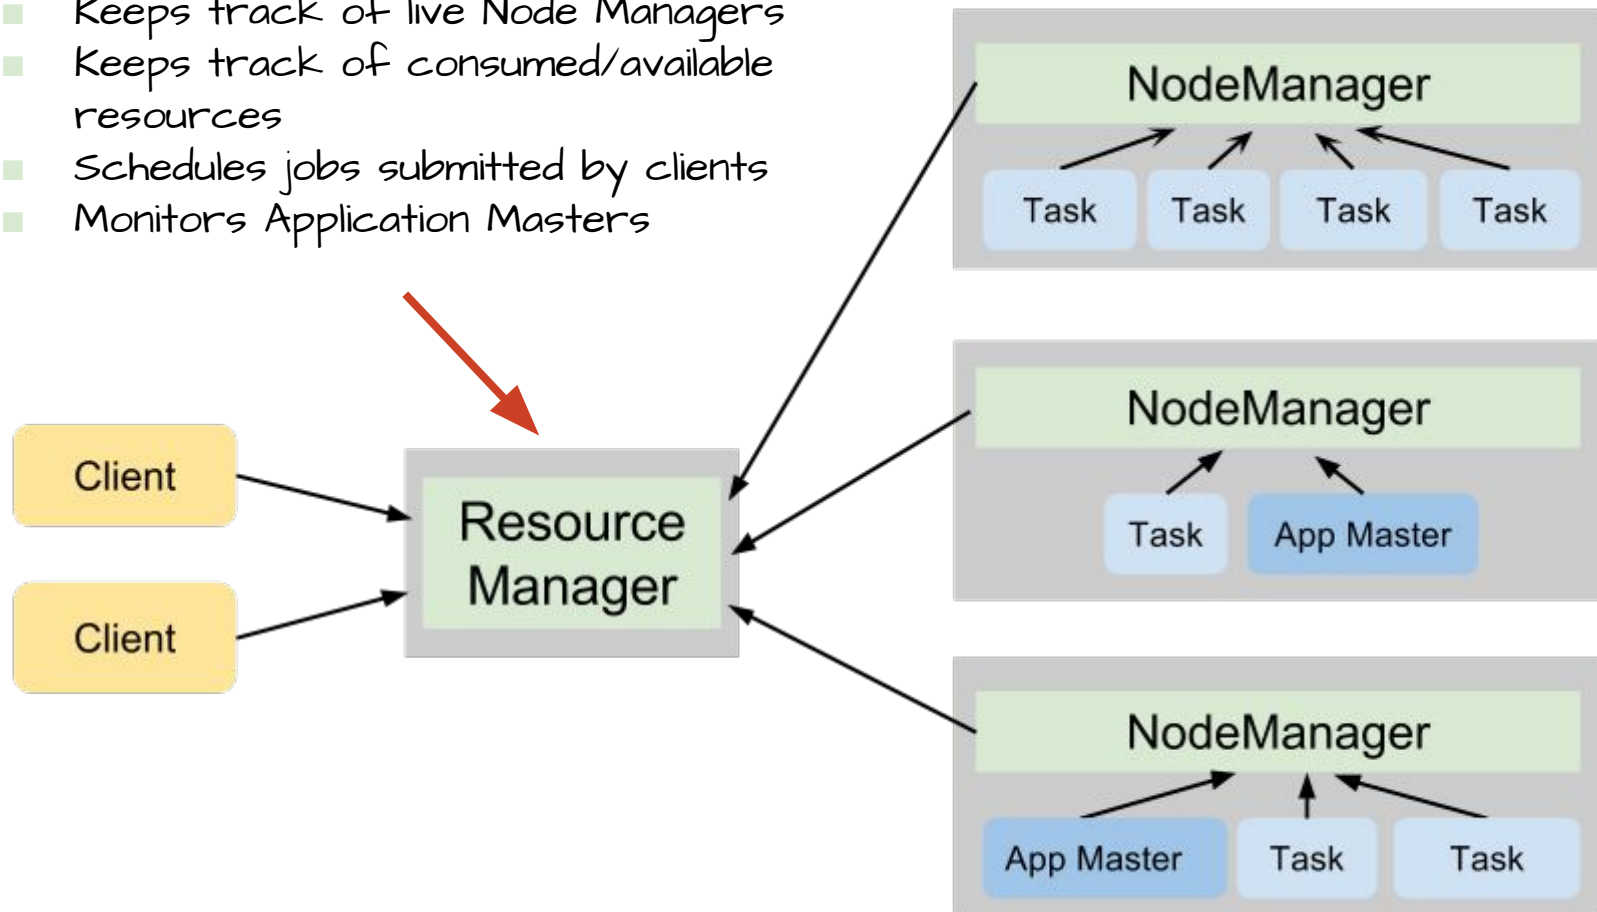 Keeps track of live Node Managers
Keeps track of consumed/available
resources
Schedules jobs submitted by clients
Monitors Application Masters
NodeManager
Task Task Task Task
Client
Client
Resource
Manager
NodeManager
Task App Master
NodeManager
App Master Task Task